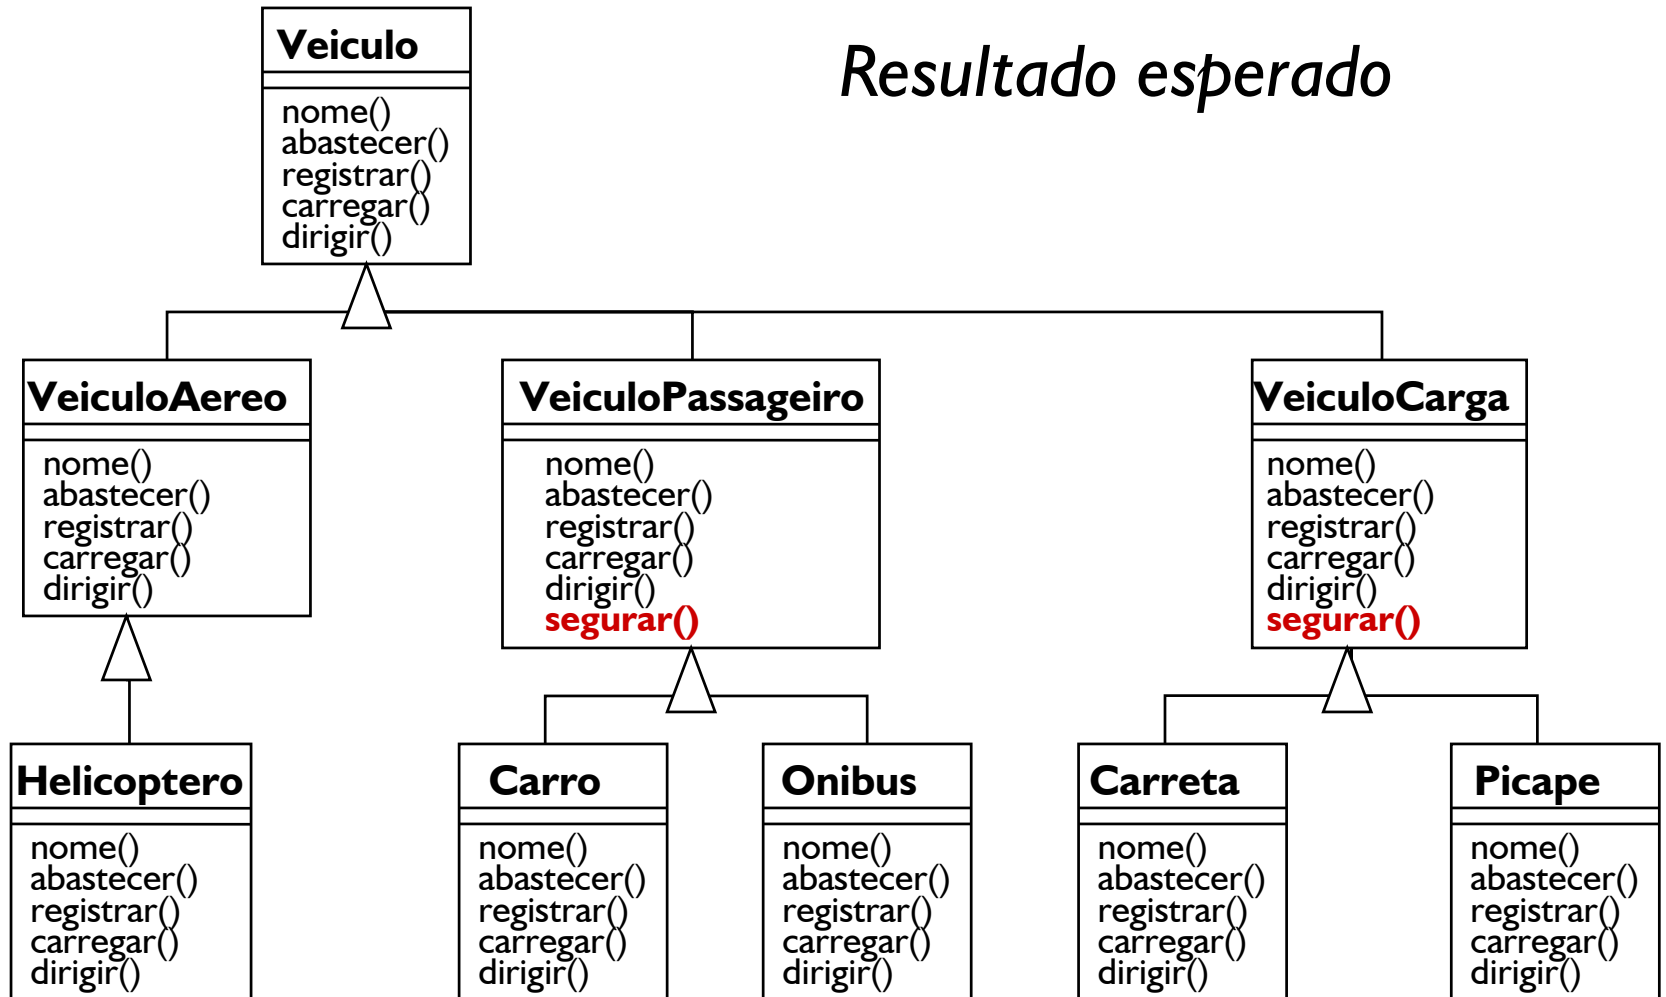 Resultado esperado
Veiculo
nome()
abastecer()
registrar()
carregar()
dirigir()
VeiculoAereo
nome()
abastecer()
registrar()
carregar()
dirigir()
VeiculoPassageiro
nome()
abastecer()
registrar()
carregar()
dirigir()
segurar()
VeiculoCarga
nome()
abastecer()
registrar()
carregar()
dirigir()
segurar()
Helicoptero
nome()
abastecer()
registrar()
carregar()
dirigir()
Carro
nome()
abastecer()
registrar()
carregar()
dirigir()
Onibus
nome()
abastecer()
registrar()
carregar()
dirigir()
Carreta
nome()
abastecer()
registrar()
carregar()
dirigir()
Picape
nome()
abastecer()
registrar()
carregar()
dirigir()